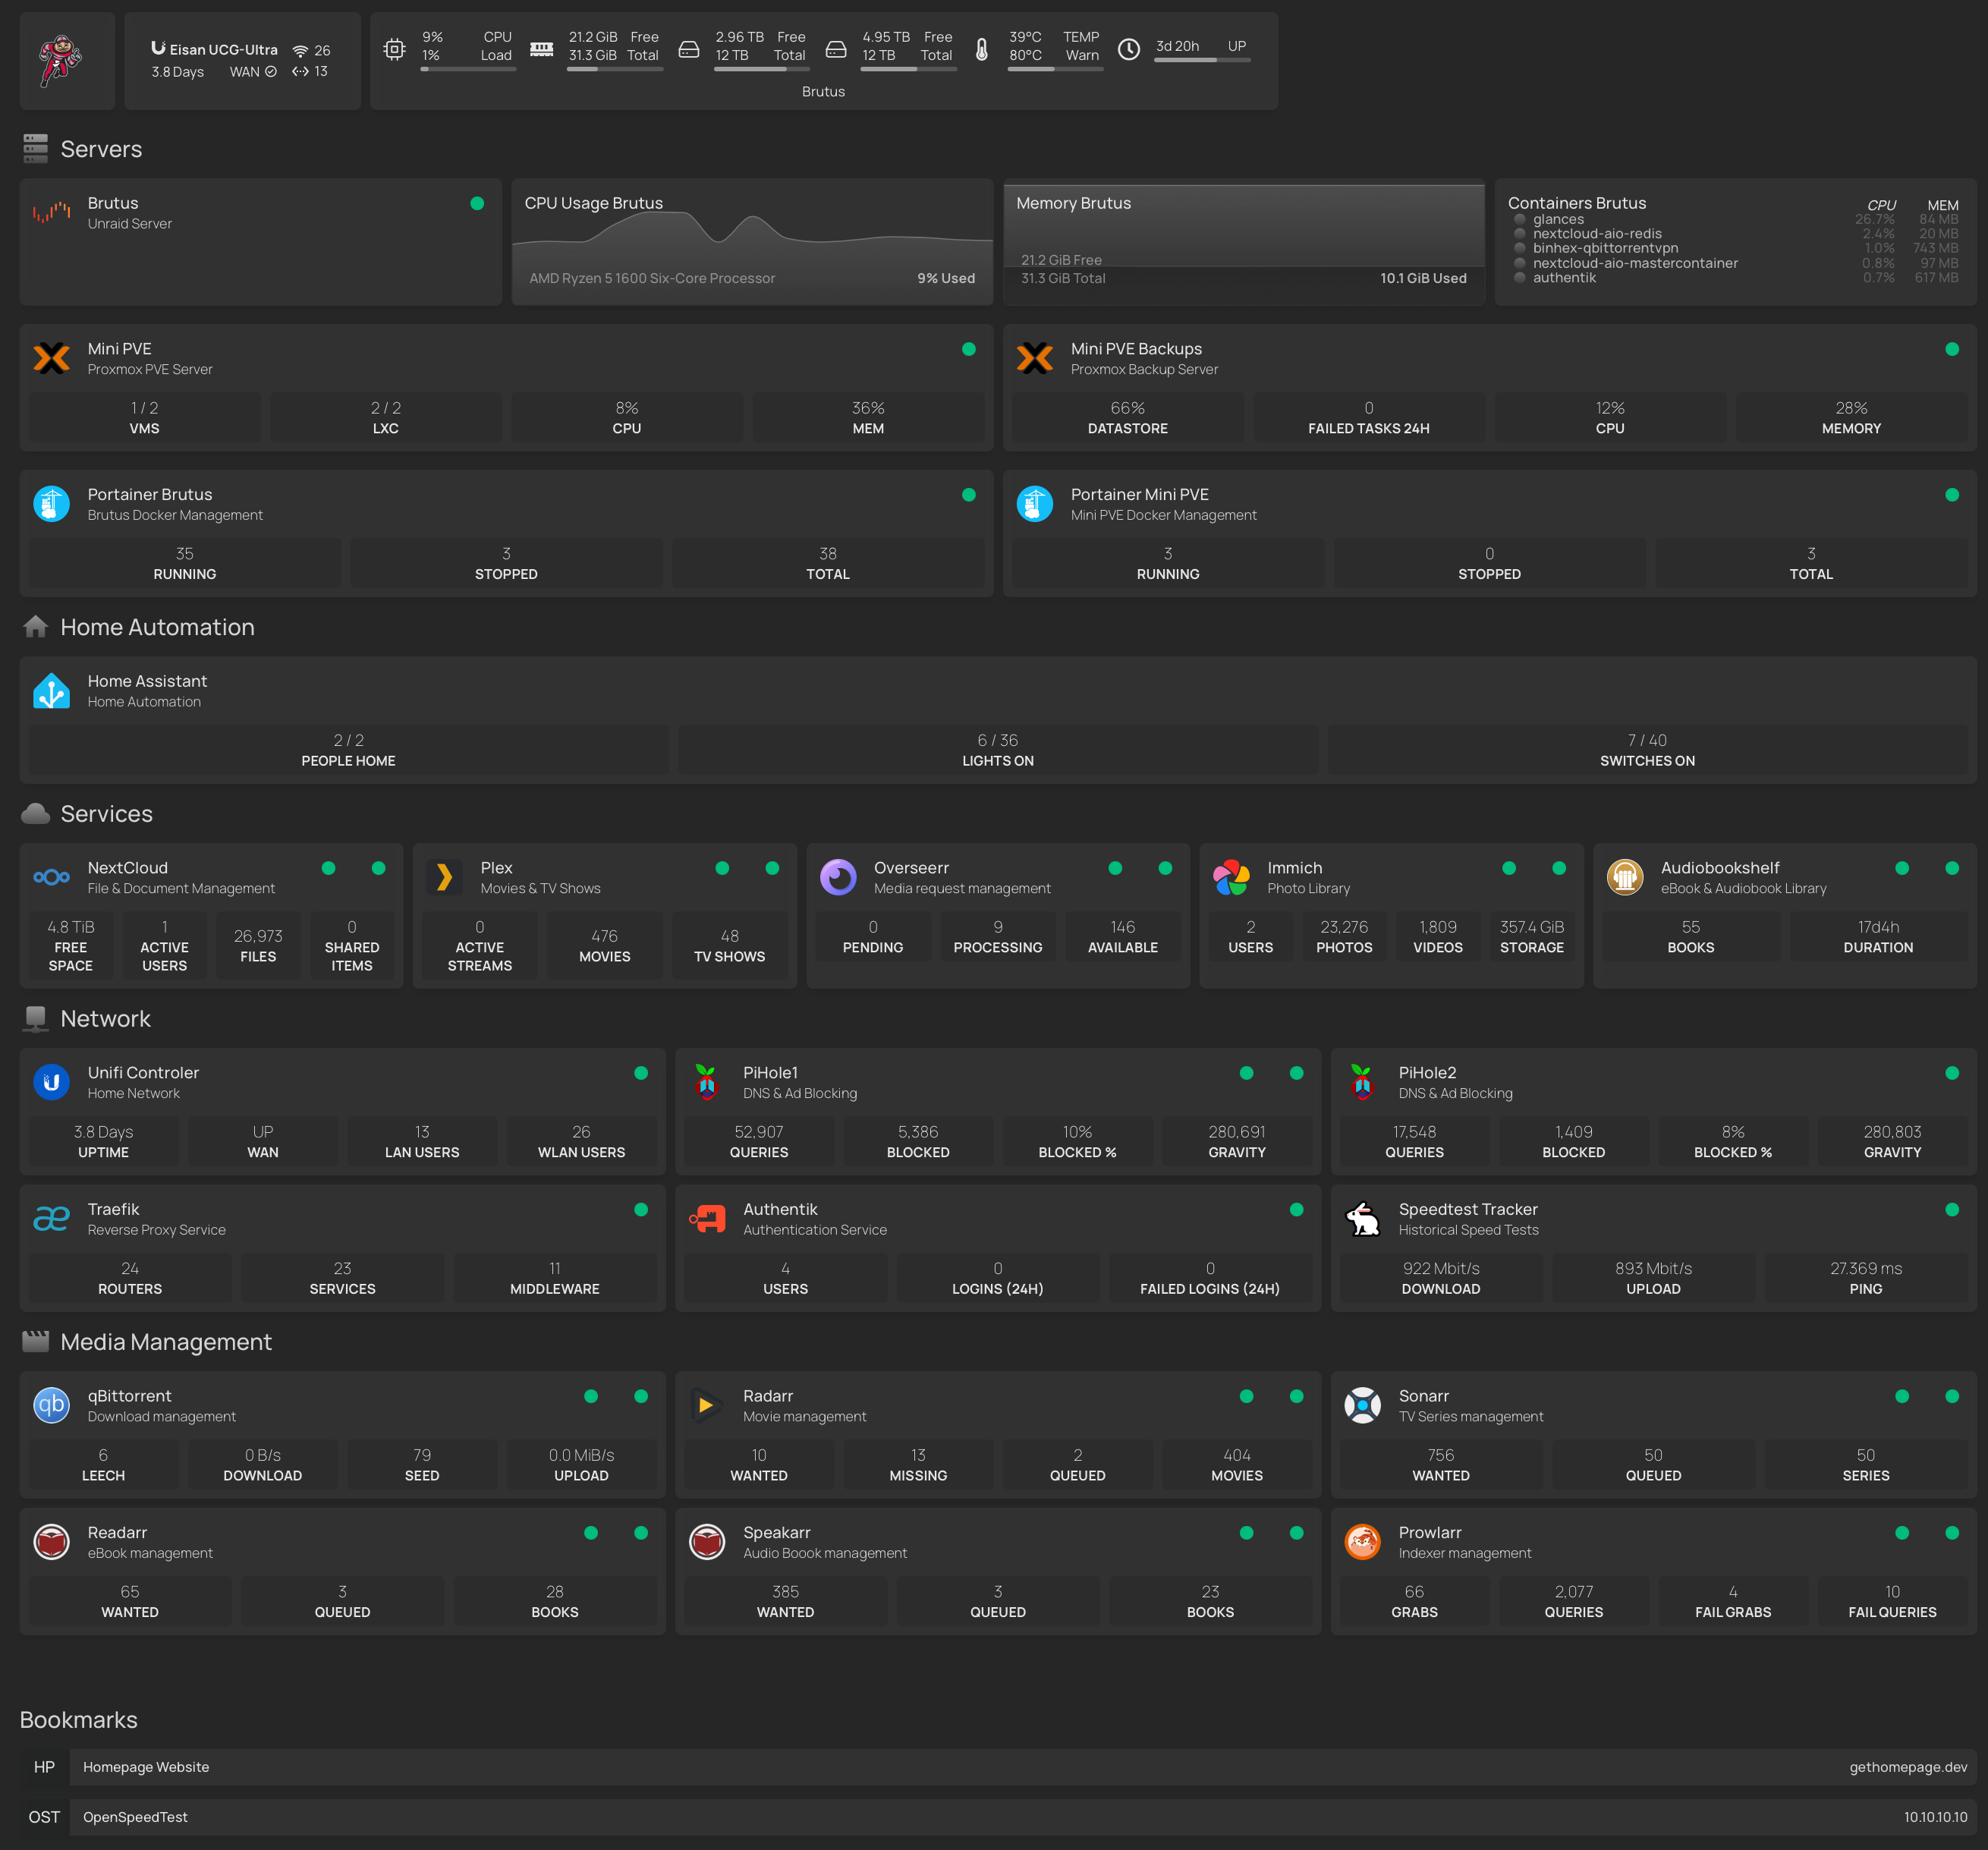 Eisan UCG-Ultra 26
3.8 Days WAN 13
9% CPU
1% Load
21.2 GiB Free
31.3 GiB Total
2.96 TB Free
12 TB Total
4.95 TB Free
12 TB Total
39°C TEMP
80°C Warn
3d 20h UP
Brutus
Servers
Brutus
Unraid Server
CPU Usage Brutus
AMD Ryzen 5 1600 Six-Core Processor 9% Used
Memory Brutus
21.2 GiB Free
31.3 GiB Total 10.1 GiB Used
Containers Brutus CPU MEM
glances 26.7% 84 MB
nextcloud-aio-redis 2.4% 20 MB
binhex-qbittorrentvpn 1.0% 743 MB
nextcloud-aio-mastercontainer 0.8% 97 MB
authentik 0.7% 617 MB
Mini PVE
Proxmox PVE Server
1 / 2 2 / 2 8% 36%
VMS LXC CPU MEM
Mini PVE Backups
Proxmox Backup Server
66% 0 12% 28%
DATASTORE FAILED TASKS 24H CPU MEMORY
Portainer Brutus
Brutus Docker Management
35 3 38
RUNNING STOPPED TOTAL
Portainer Mini PVE
Mini PVE Docker Management
3 0 3
RUNNING STOPPED TOTAL
Home Automation
Home Assistant
Home Automation
2 / 2 6 / 36 7 / 40
PEOPLE HOME LIGHTS ON SWITCHES ON
Services
NextCloud
File & Document Management
4.8 TiB
FREE
SPACE
1
ACTIVE
USERS
26,973
FILES
0
SHARED
ITEMS
Plex
Movies & TV Shows
0
ACTIVE
STREAMS
476
MOVIES
48
TV SHOWS
Overseerr
Media request management
0 9 146
PENDING PROCESSING AVAILABLE
Immich
Photo Library
2 23,276 1,809 357.4 GiB
USERS PHOTOS VIDEOS STORAGE
Audiobookshelf
eBook & Audiobook Library
55 17d4h
BOOKS DURATION
Network
Unifi Controler
Home Network
3.8 Days UP 13 26
UPTIME WAN LAN USERS WLAN USERS
PiHole1
DNS & Ad Blocking
52,907 5,386 10% 280,691
QUERIES BLOCKED BLOCKED % GRAVITY
PiHole2
DNS & Ad Blocking
17,548 1,409 8% 280,803
QUERIES BLOCKED BLOCKED % GRAVITY
Traefik
Reverse Proxy Service
24 23 11
ROUTERS SERVICES MIDDLEWARE
Authentik
Authentication Service
4 0 0
USERS LOGINS (24H) FAILED LOGINS (24H)
Speedtest Tracker
Historical Speed Tests
922 Mbit/s 893 Mbit/s 27.369 ms
DOWNLOAD UPLOAD PING
Media Management
qb
qBittorrent
Download management
6 0 B/s 79 0.0 MiB/s
LEECH DOWNLOAD SEED UPLOAD
Radarr
Movie management
10 13 2 404
WANTED MISSING QUEUED MOVIES
Sonarr
TV Series management
756 50 50
WANTED QUEUED SERIES
Readarr
eBook management
65 3 28
WANTED QUEUED BOOKS
Speakarr
Audio Boook management
385 3 23
WANTED QUEUED BOOKS
Prowlarr
Indexer management
66 2,077 4 10
GRABS QUERIES FAIL GRABS FAIL QUERIES
Bookmarks
HP Homepage Website gethomepage.dev
OST OpenSpeedTest 10.10.10.10